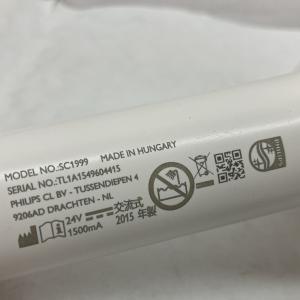 MODEL NO.:SC1999 MADE IN HUNGARY
SERIAL NO.:TL1A1549604415
PHILIPS CL BV - TUSSENDIEPEN 4
9206AD DRACHTEN - NL
24V 交流式
1500mA 2015 年製